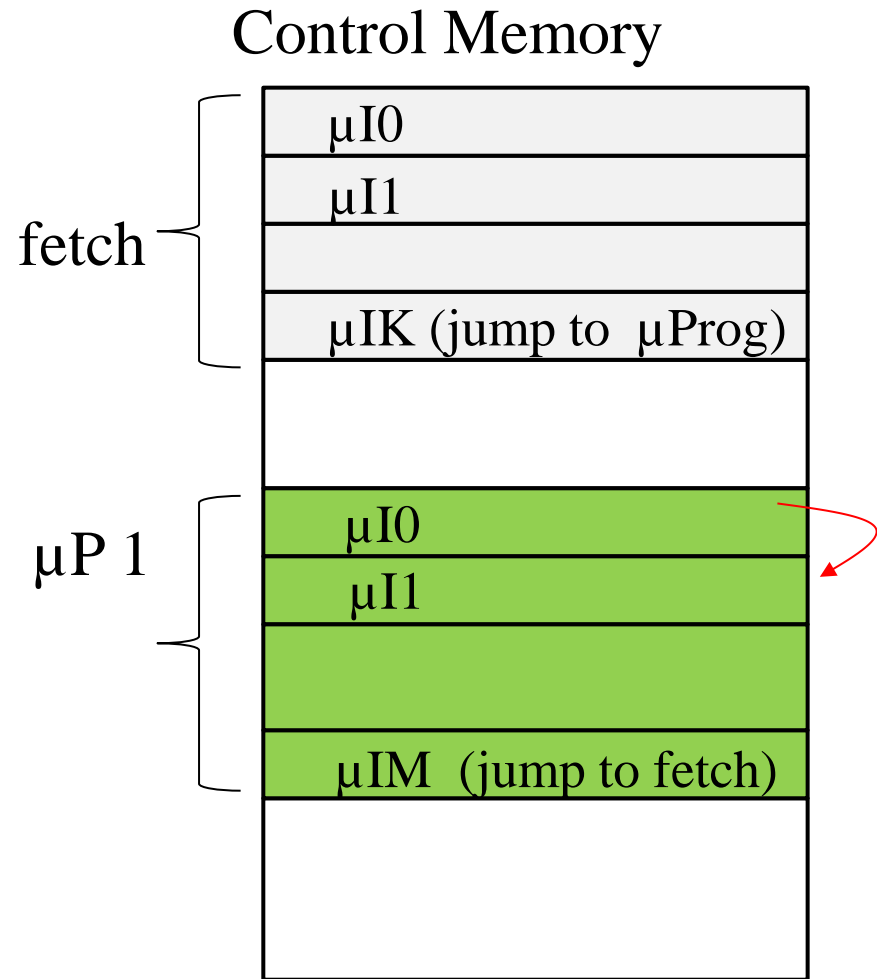 Control Memory
µI0
µI1
fetch
µIK (jump to µProg)
µI0
µP 1
µI1
µIM (jump to fetch)